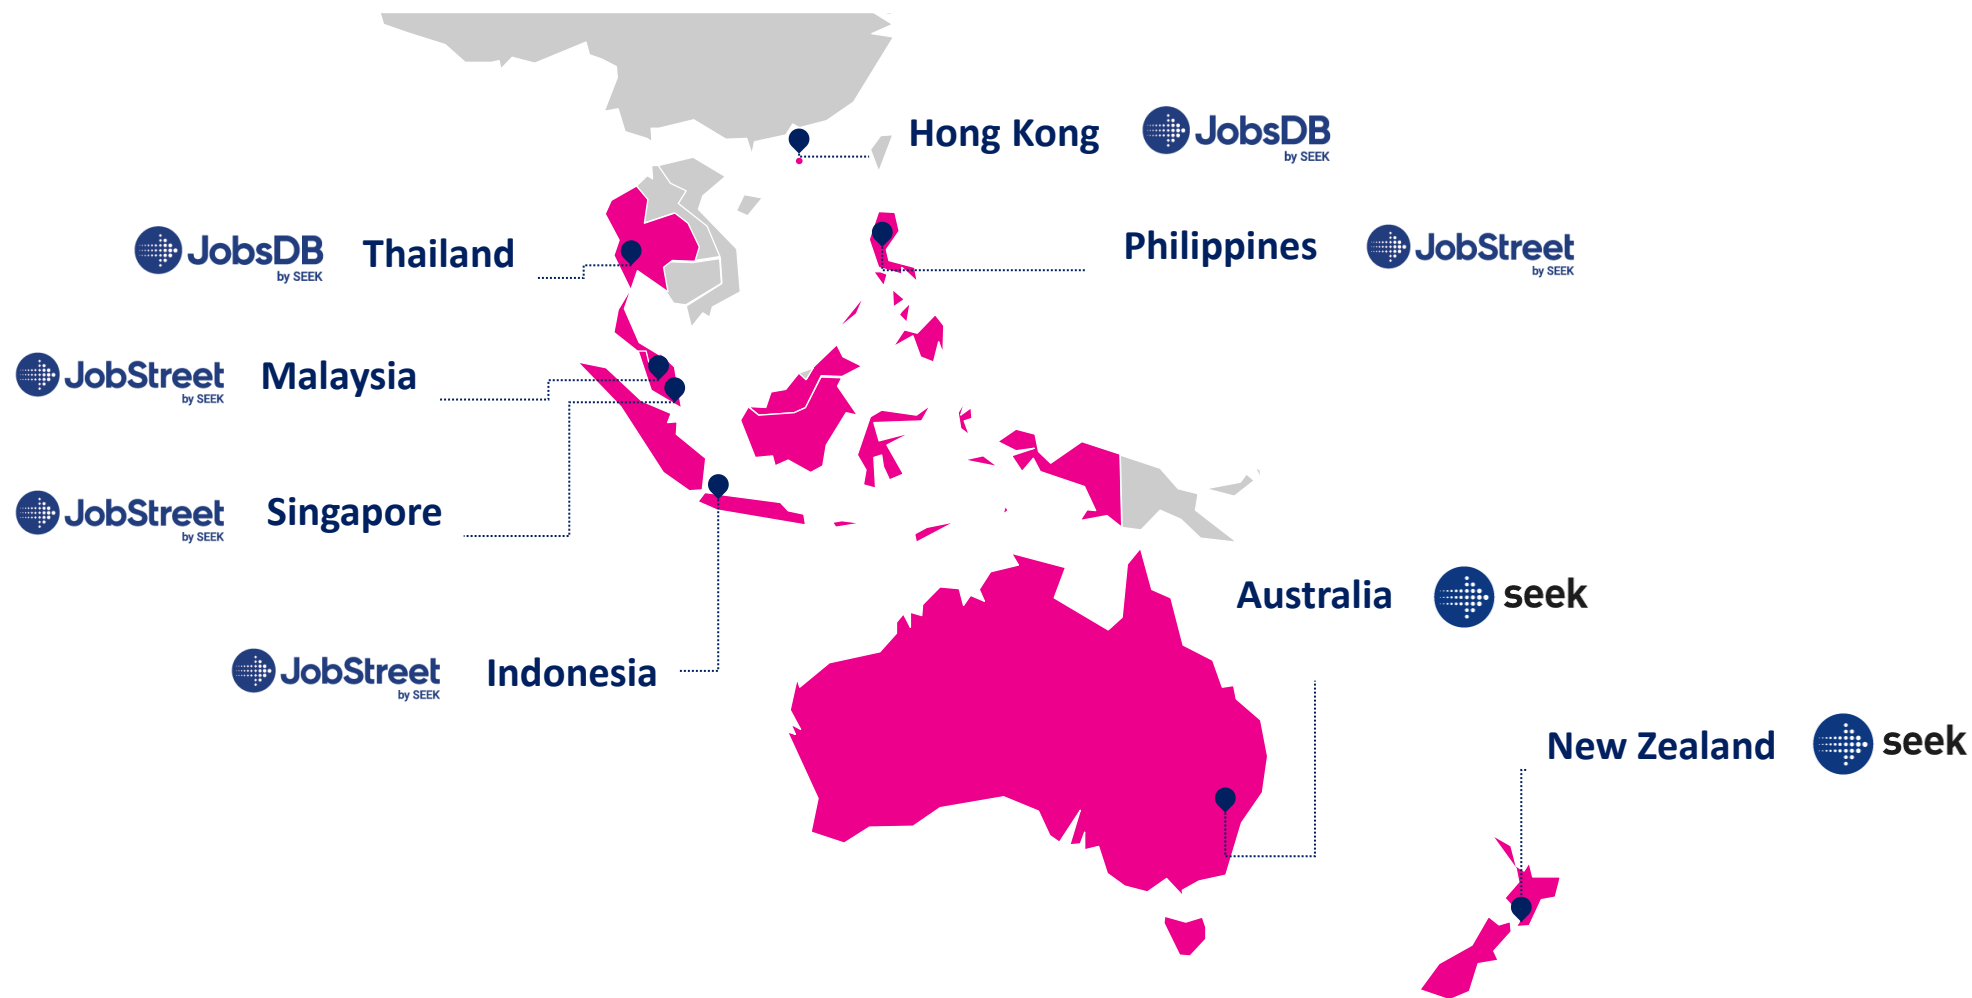 Hong Kong
JobsDB
by SEEK
JobsDB
by SEEK
Thailand
Philippines
JobStreet
by SEEK
JobStreet
by SEEK
Malaysia
JobStreet
by SEEK
Singapore
Australia
seek
JobStreet
by SEEK
Indonesia
New Zealand
seek